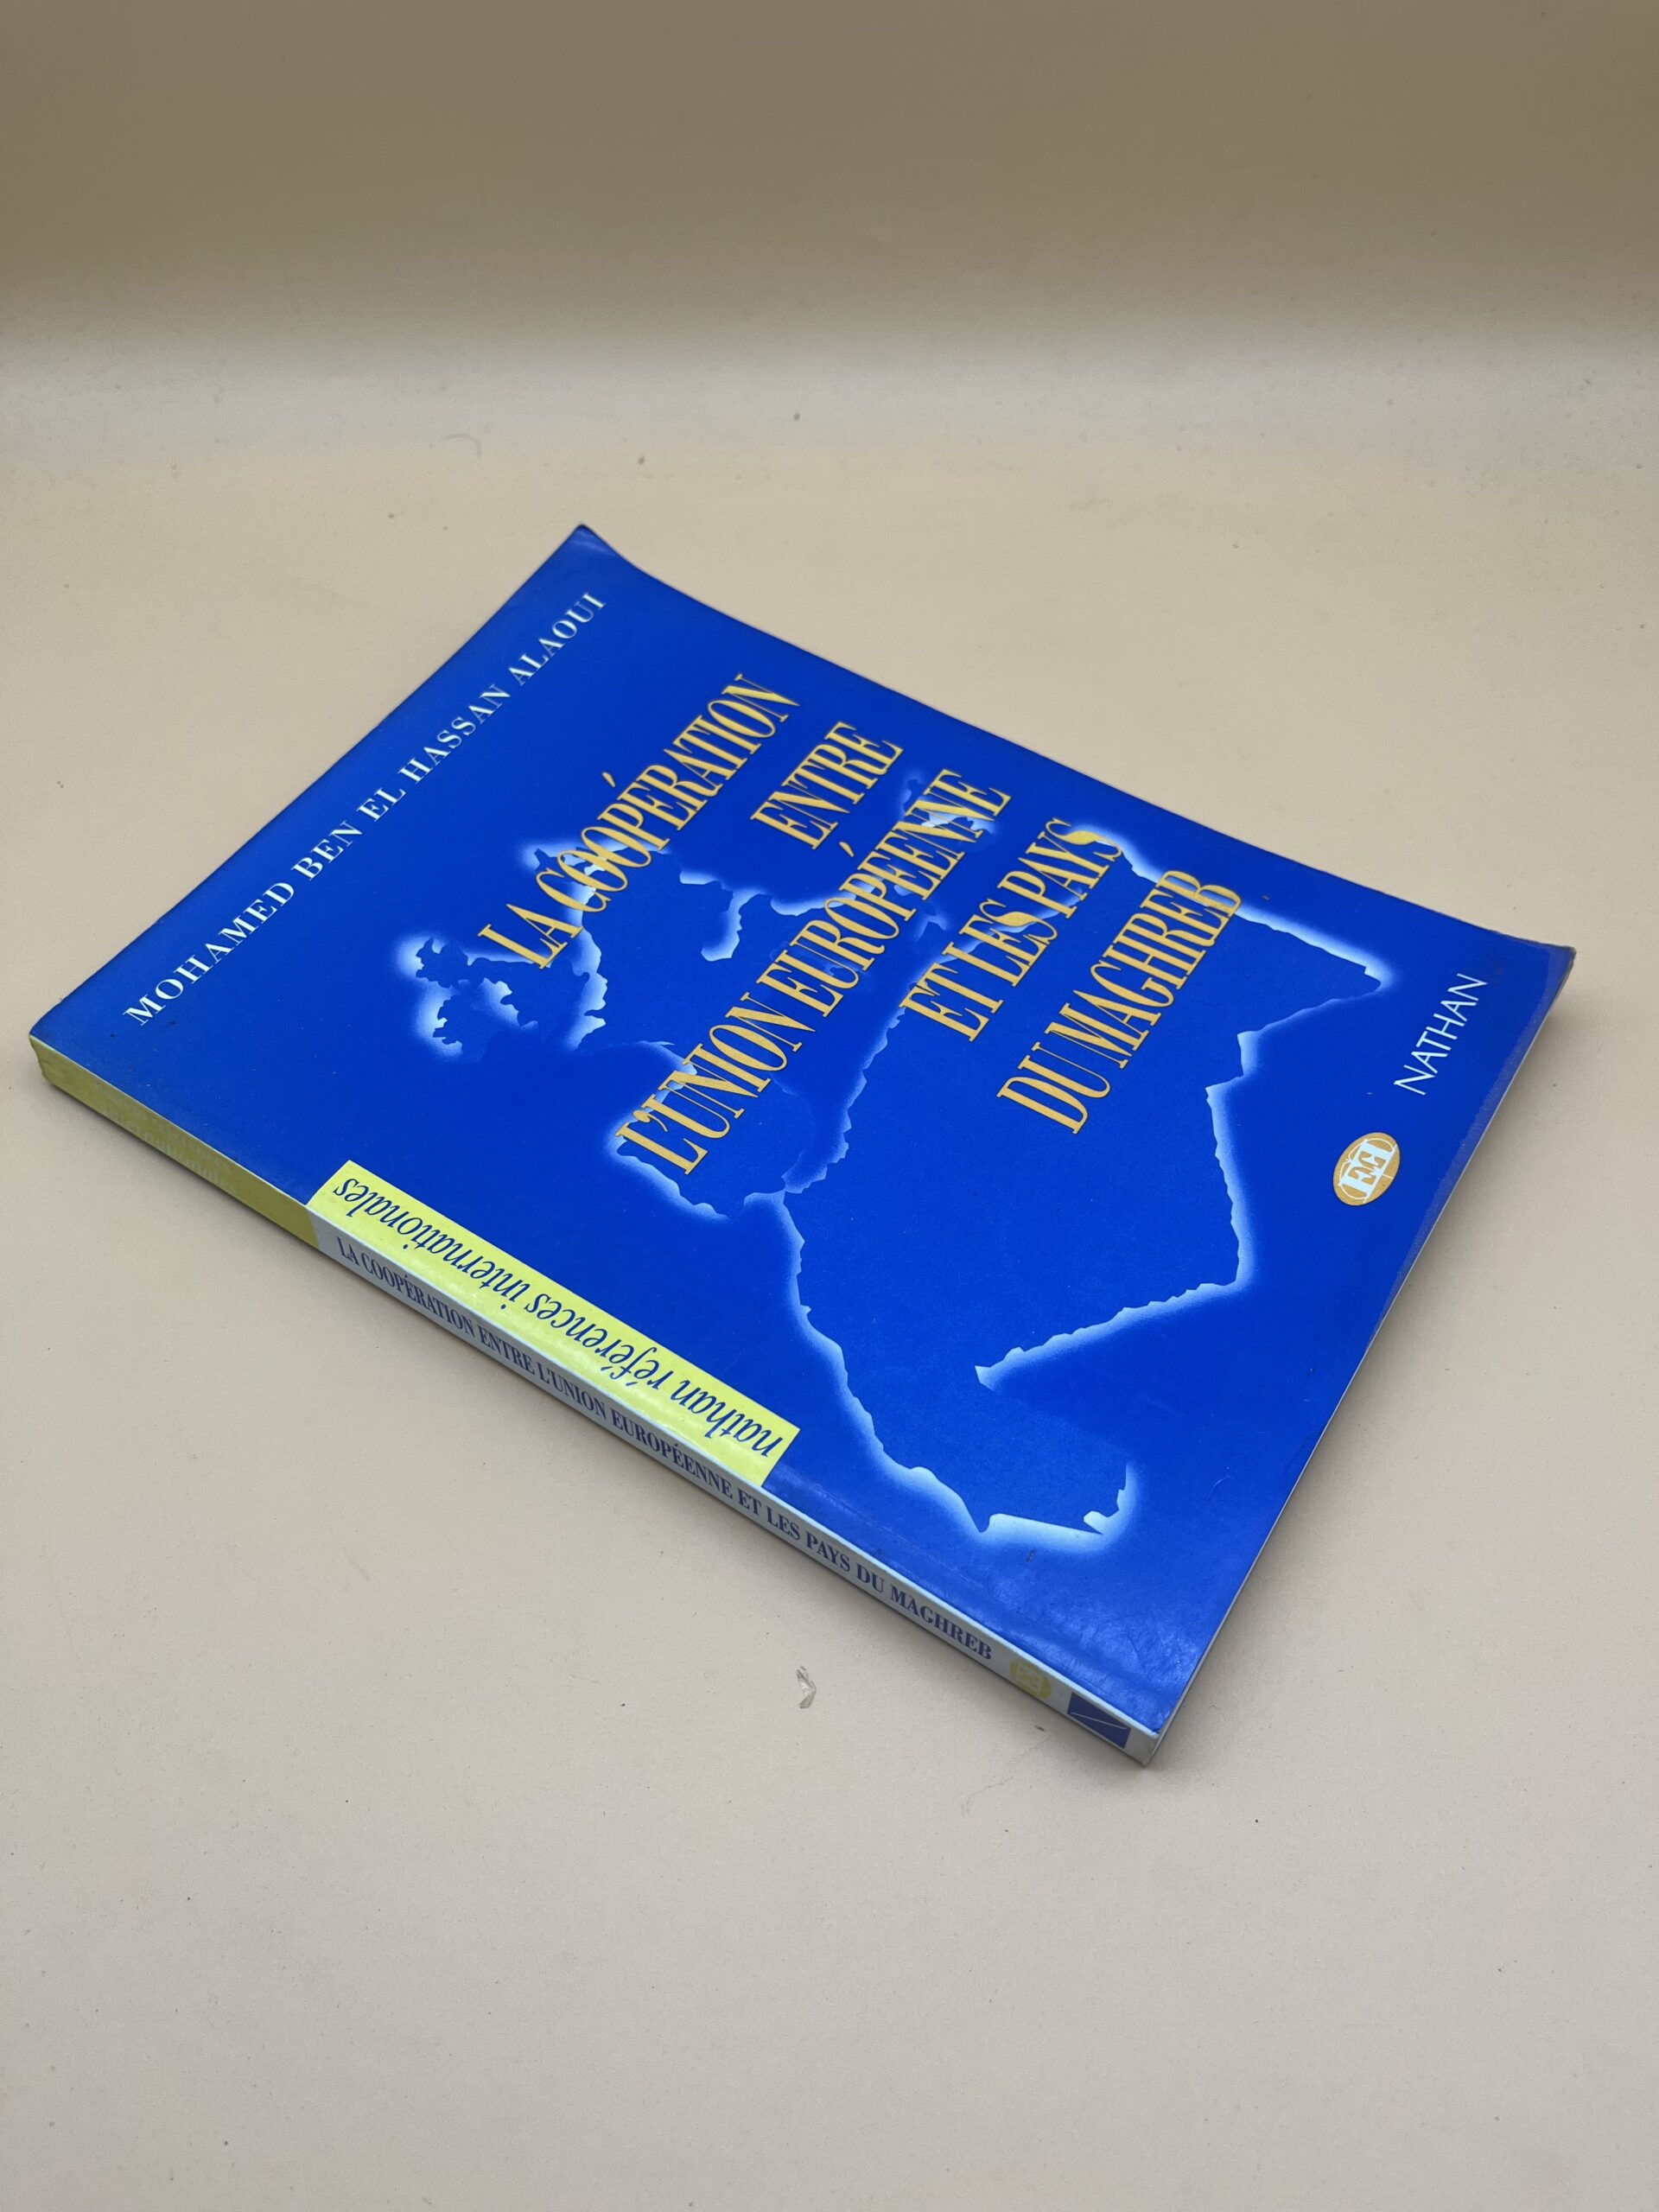 MOHAMED BEN EL HASSAN ALAOUI
LA COOPÉRATION
ENTRE
L'UNION EUROPÉENNE
ET LES PAYS
DU MAGHREB
NATHAN
nathan références internationales
LA COOPÉRATION ENTRE L'UNION EUROPÉENNE ET LES PAYS DU MAGHREB